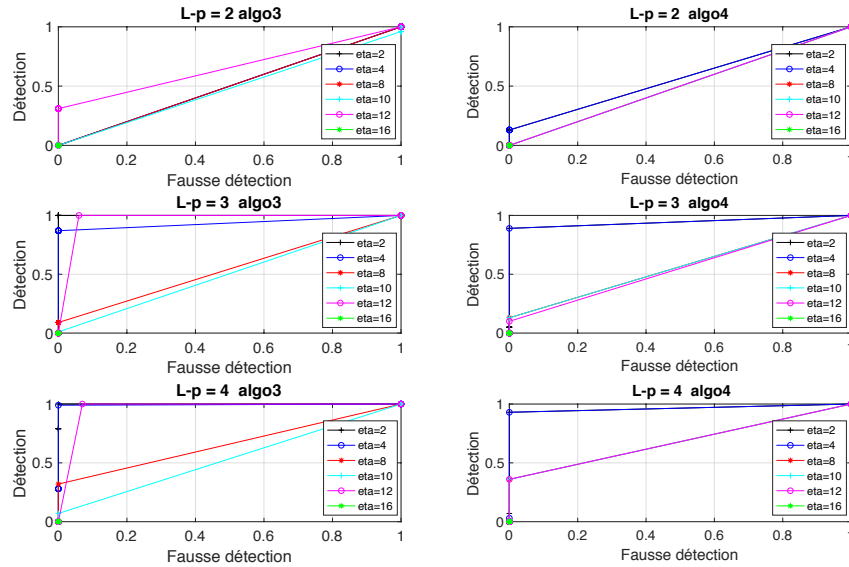 L-p = 2 algo3
Détection
1
0.5
0
0
0.2
0.4
0.6
0.8
1
Fausse détection
eta=2
eta=4
eta=8
eta=10
eta=12
eta=16
L-p = 2 algo4
Détection
1
0.5
0
0
0.2
0.4
0.6
0.8
1
Fausse détection
eta=2
eta=4
eta=8
eta=10
eta=12
eta=16
L-p = 3 algo3
Détection
1
0.5
0
0
0.2
0.4
0.6
0.8
1
Fausse détection
eta=2
eta=4
eta=8
eta=10
eta=12
eta=16
L-p = 3 algo4
Détection
1
0.5
0
0
0.2
0.4
0.6
0.8
1
Fausse détection
eta=2
eta=4
eta=8
eta=10
eta=12
eta=16
L-p = 4 algo3
Détection
1
0.5
0
0
0.2
0.4
0.6
0.8
1
Fausse détection
eta=2
eta=4
eta=8
eta=10
eta=12
eta=16
L-p = 4 algo4
Détection
1
0.5
0
0
0.2
0.4
0.6
0.8
1
Fausse détection
eta=2
eta=4
eta=8
eta=10
eta=12
eta=16